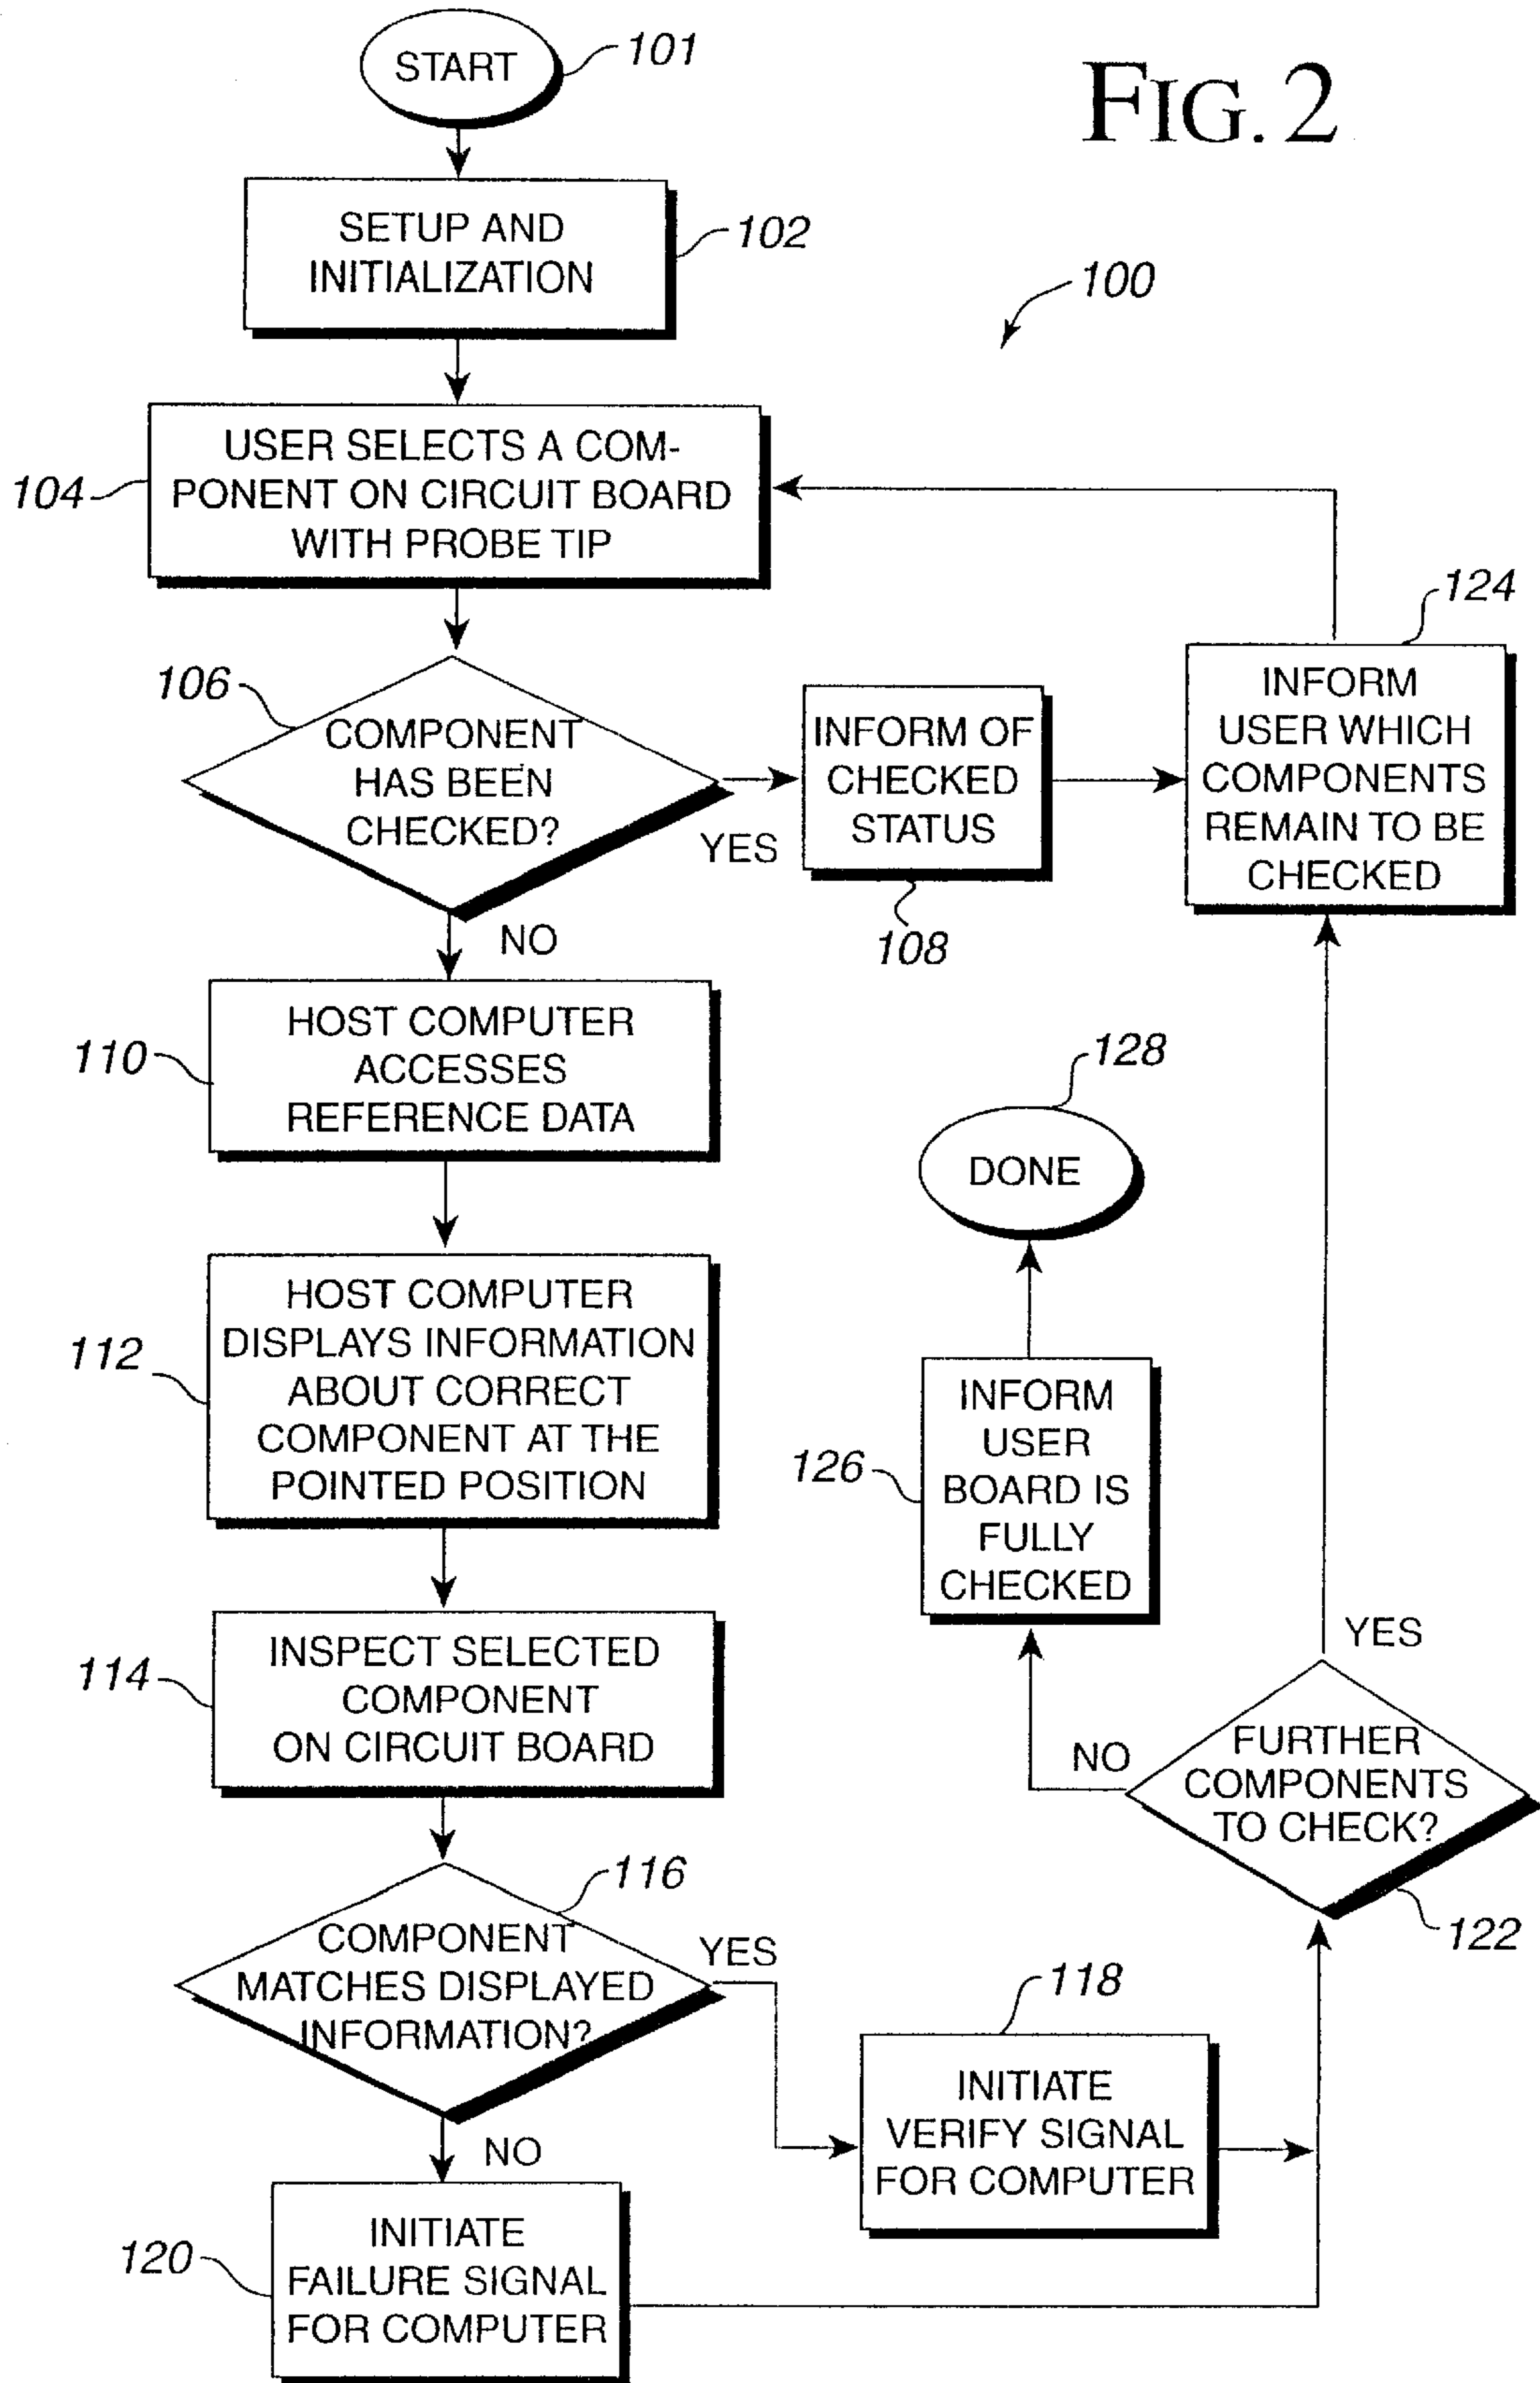 FIG. 2
START
101
SETUP AND
INITIALIZATION
102
100
USER SELECTS A COM-
PONENT ON CIRCUIT BOARD
WITH PROBE TIP
104
106
COMPONENT
HAS BEEN
CHECKED?
YES
NO
INFORM OF
CHECKED
STATUS
108
124
INFORM
USER WHICH
COMPONENTS
REMAIN TO BE
CHECKED
110
HOST COMPUTER
ACCESSES
REFERENCE DATA
128
DONE
112
HOST COMPUTER
DISPLAYS INFORMATION
ABOUT CORRECT
COMPONENT AT THE
POINTED POSITION
126
INFORM
USER
BOARD IS
FULLY
CHECKED
114
INSPECT SELECTED
COMPONENT
ON CIRCUIT BOARD
YES
NO
FURTHER
COMPONENTS
TO CHECK?
122
116
COMPONENT
MATCHES DISPLAYED
INFORMATION?
YES
NO
118
INITIATE
VERIFY SIGNAL
FOR COMPUTER
120
INITIATE
FAILURE SIGNAL
FOR COMPUTER